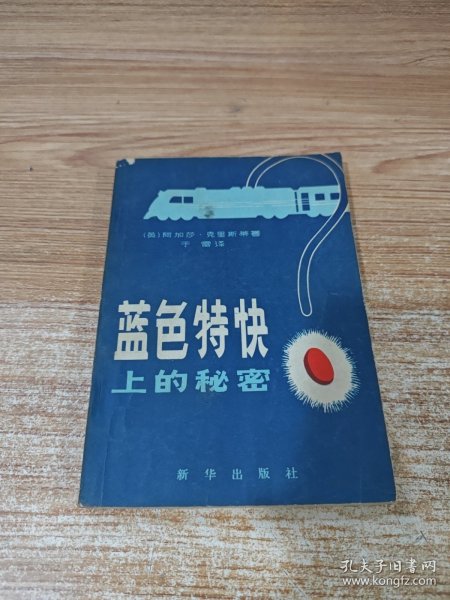 (英)阿加莎·克里斯蒂著
于雷译
蓝色特快
上的秘密
新华出版社
孔夫子旧书网
www.kongfz.com